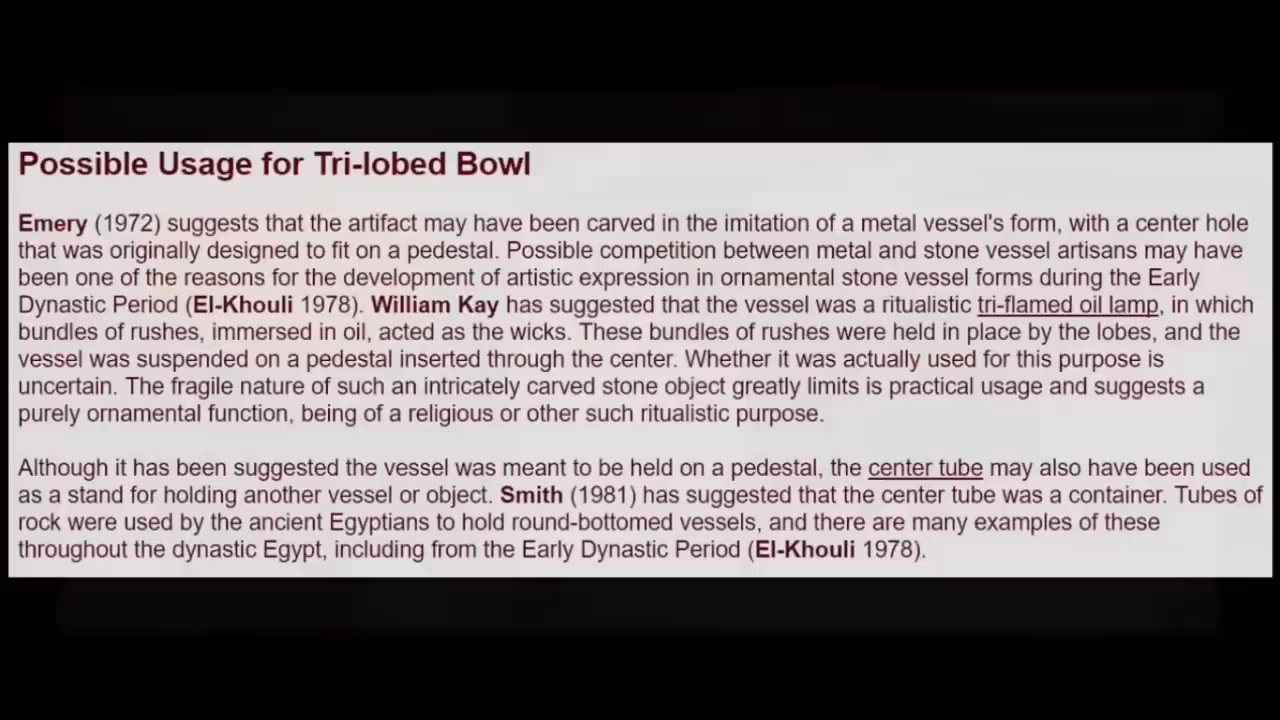 Possible Usage for Tri-lobed Bowl
Emery (1972) suggests that the artifact may have been carved in the imitation of a metal vessel's form, with a center hole
that was originally designed to fit on a pedestal. Possible competition between metal and stone vessel artisans may have
been one of the reasons for the development of artistic expression in ornamental stone vessel forms during the Early
Dynastic Period (El-Khouli 1978). William Kay has suggested that the vessel was a ritualistic tri-flamed oil lamp, in which
bundles of rushes, immersed in oil, acted as the wicks. These bundles of rushes were held in place by the lobes, and the
vessel was suspended on a pedestal inserted through the center. Whether it was actually used for this purpose is
uncertain. The fragile nature of such an intricately carved stone object greatly limits is practical usage and suggests a
purely ornamental function, being of a religious or other such ritualistic purpose.
Although it has been suggested the vessel was meant to be held on a pedestal, the center tube may also have been used
as a stand for holding another vessel or object. Smith (1981) has suggested that the center tube was a container. Tubes of
rock were used by the ancient Egyptians to hold round-bottomed vessels, and there are many examples of these
throughout the dynastic Egypt, including from the Early Dynastic Period (El-Khouli 1978).